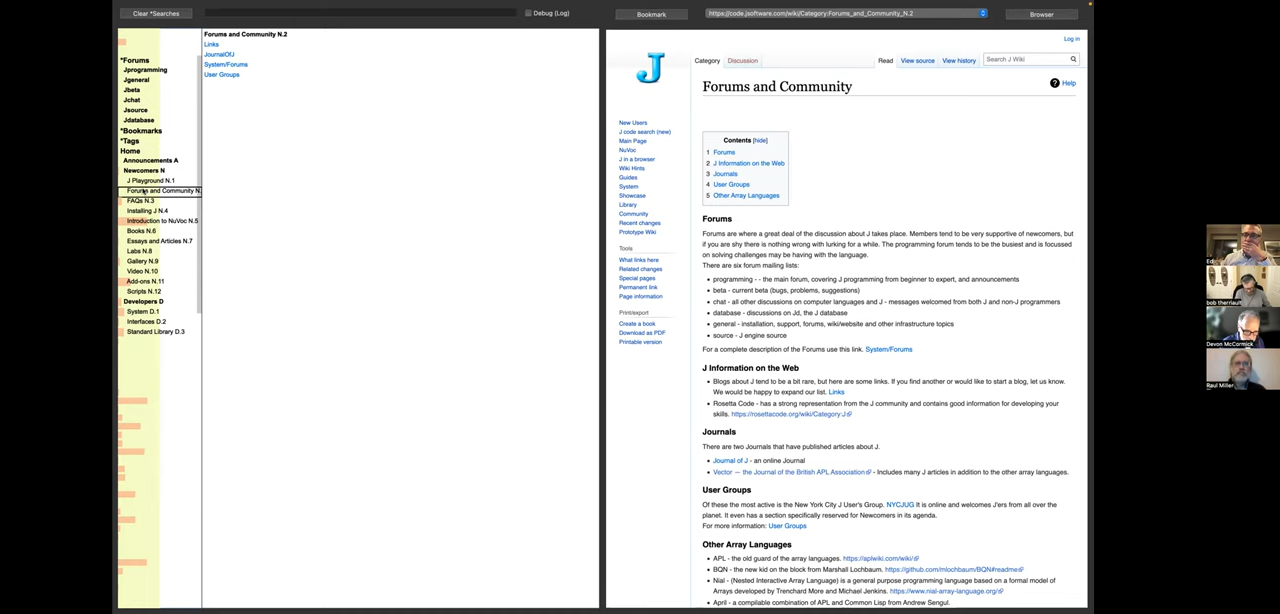 Clear *Searches
Debug (Log)
Bookmark
https://code.jsoftware.com/wiki/Category:Forums_and_Community_N.2
Browser
*Forums
Jprogramming
Jgeneral
Jbeta
Jchat
Jsource
Jdatabase
*Bookmarks
*Tags
Home
Announcements A
Newcomers N
J Playground N.1
Forums and Community N.
FAQs N.3
Installing J N.4
Introduction to NuVoc N.5
Books N.6
Essays and Articles N.7
Labs N.8
Gallery N.9
Video N.10
Add-ons N.11
Scripts N.12
Developers D
System D.1
Interfaces D.2
Standard Library D.3
Forums and Community N.2
Links
JournalOfJ
System/Forums
User Groups
Log in
Category
Discussion
Read
View source
View history
Search J Wiki
J
Forums and Community
Help
New Users
J code search (new)
Main Page
NuVoc
J in a browser
Wiki Hints
Guides
System
Showcase
Library
Community
Recent changes
Prototype Wiki
Tools
What links here
Related changes
Special pages
Permanent link
Page information
Print/export
Create a book
Download as PDF
Printable version
Contents [hide]
1 Forums
2 J Information on the Web
3 Journals
4 User Groups
5 Other Array Languages
Forums
Forums are where a great deal of the discussion about J takes place. Members tend to be very supportive of newcomers, but
if you are shy there is nothing wrong with lurking for a while. The programming forum tends to be the busiest and is focussed
on solving challenges may be having with the language.
There are six forum mailing lists:
• programming - - the main forum, covering J programming from beginner to expert, and announcements
• beta - current beta (bugs, problems, suggestions)
• chat - all other discussions on computer languages and J - messages welcomed from both J and non-J programmers
• database - discussions on Jd, the J database
• general - installation, support, forums, wiki/website and other infrastructure topics
• source - J engine source
For a complete description of the Forums use this link. System/Forums
J Information on the Web
• Blogs about J tend to be a bit rare, but here are some links. If you find another or would like to start a blog, let us know.
We would be happy to expand our list. Links
• Rosetta Code - has a strong representation from the J community and contains good information for developing your
skills. https://rosettacode.org/wiki/Category:J
Journals
There are two Journals that have published articles about J.
• Journal of J - an online Journal
• Vector — the Journal of the British APL Association - Includes many J articles in addition to the other array languages.
User Groups
Of these the most active is the New York City J User's Group. NYCJUG It is online and welcomes J'ers from all over the
planet. It even has a section specifically reserved for Newcomers in its agenda.
For more information: User Groups
Other Array Languages
• APL - the old guard of the array languages. https://aplwiki.com/wiki/
• BQN - the new kid on the block from Marshall Lochbaum. https://github.com/mlochbaum/BQN#readme
• Nial - (Nested Interactive Array Language) is a general purpose programming language based on a formal model of
Arrays developed by Trenchard More and Michael Jenkins. https://www.nial-array-language.org/
• April - a compilable combination of APL and Common Lisp from Andrew Sengul.
Ed
bob therriault
Devon McCormick
Raul Miller